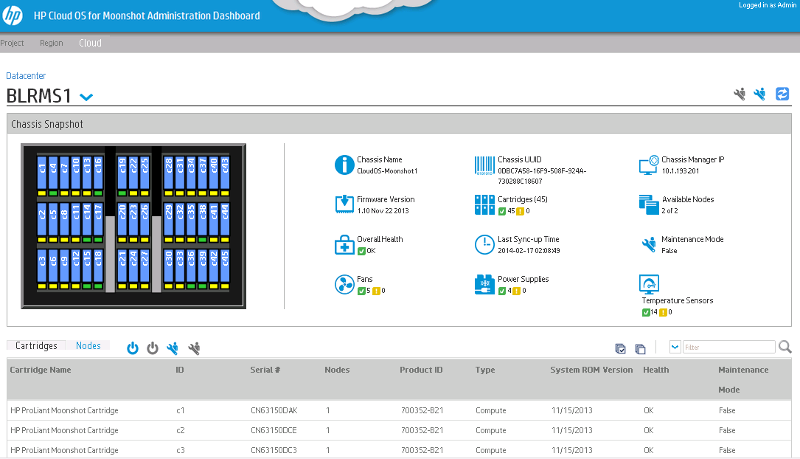 Logged in as Admin
hp HP Cloud OS for Moonshot Administration Dashboard
Project Region Cloud
Datacenter
BLRMS1
Chassis Snapshot
c1 c4 c7 c10 c13 c16 c19 c22 c25 c28 c31 c34 c37 c40 c43
c2 c5 c8 c11 c14 c17 c20 c23 c26 c29 c32 c35 c38 c41 c44
c3 c6 c9 c12 c15 c18 c21 c24 c27 c30 c33 c36 c39 c42 c45
Chassis Name
CloudOS-Moonshot1
Chassis UUID
0DBC7A58-16F9-508F-924A-
730288C18607
Chassis Manager IP
10.1.193.201
Firmware Version
1.10 Nov 22 2013
Cartridges (45)
45 0
Available Nodes
2 of 2
Overall Health
OK
Last Sync-up Time
2014-02-17 02:08:49
Maintenance Mode
False
Fans
5 0
Power Supplies
4 0
Temperature Sensors
14 0
Cartridges Nodes
Filter
Cartridge Name ID Serial # Nodes Product ID Type System ROM Version Health Maintenance
Mode
HP ProLiant Moonshot Cartridge c1 CN63150DAK 1 700352-B21 Compute 11/15/2013 OK False
HP ProLiant Moonshot Cartridge c2 CN63150DCE 1 700352-B21 Compute 11/15/2013 OK False
HP ProLiant Moonshot Cartridge c3 CN63150DC3 1 700352-B21 Compute 11/15/2013 OK False